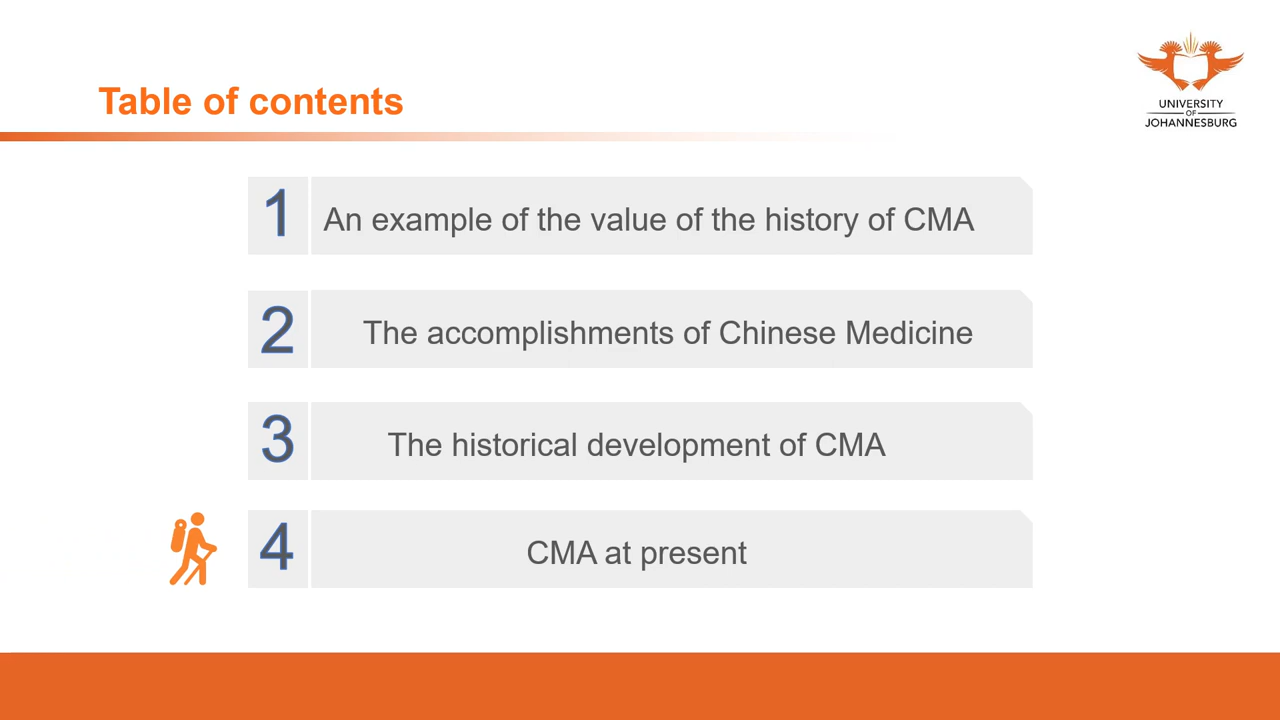 Table of contents
UNIVERSITY
OF
JOHANNESBURG
1 An example of the value of the history of CMA
2 The accomplishments of Chinese Medicine
3 The historical development of CMA
4 CMA at present